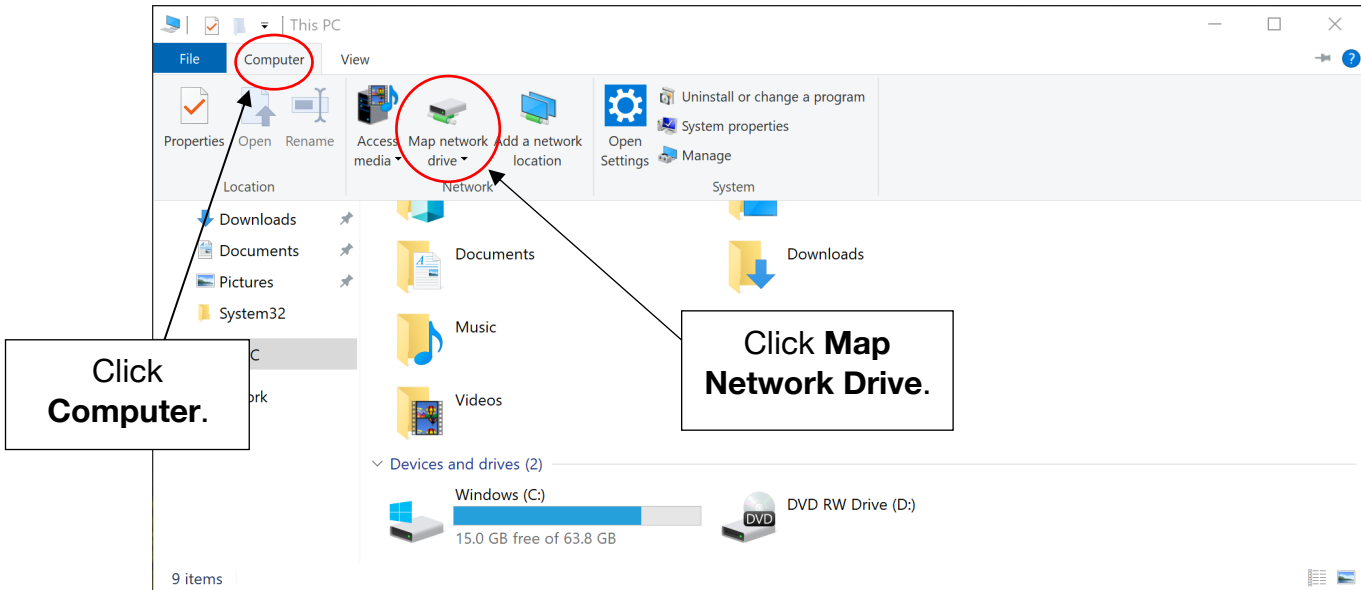 This PC
File Computer View
Uninstall or change a program
System properties
Manage
Properties Open Rename
Access media
Map network drive
Add a network location
Open Settings
Location
Network
System
Downloads
Documents
Pictures
System32
C
ork
Documents
Downloads
Music
Videos
Click
Computer.
Click Map
Network Drive.
Devices and drives (2)
Windows (C:)
15.0 GB free of 63.8 GB
DVD RW Drive (D:)
DVD
9 items